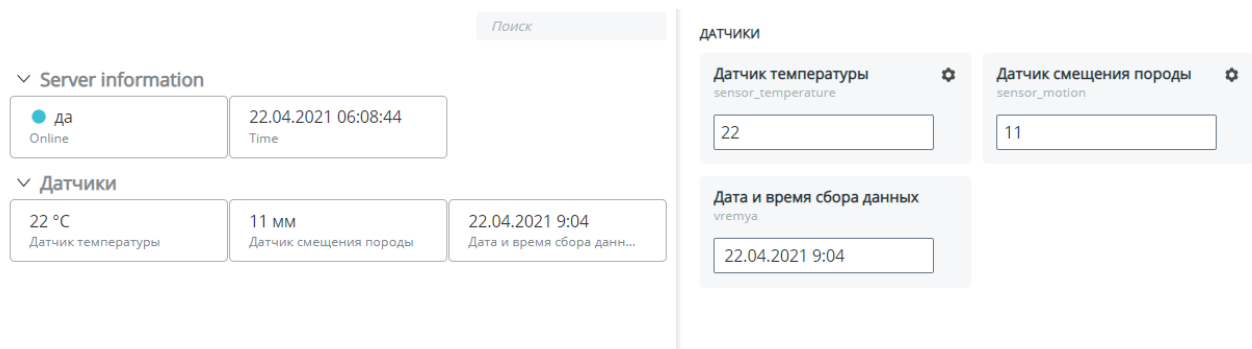 Поиск
Server information
да
Online
22.04.2021 06:08:44
Time
Датчики
22 °C
Датчик температуры
11 мм
Датчик смещения породы
22.04.2021 9:04
Дата и время сбора данн...
ДАТЧИКИ
Датчик температуры
sensor_temperature
22
Датчик смещения породы
sensor_motion
11
Дата и время сбора данных
vremya
22.04.2021 9:04